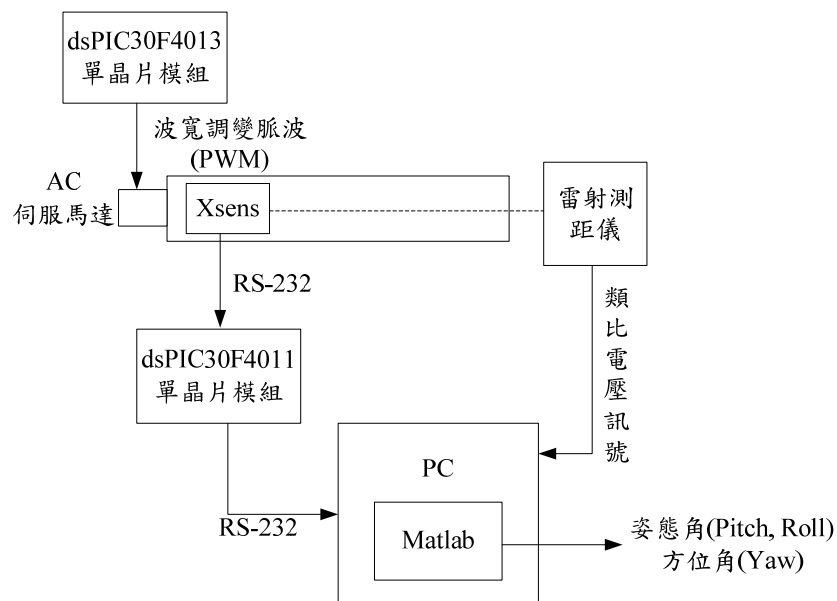 dsPIC30F4013
單晶片模組
波寬調變脈波
(PWM)
AC
伺服馬達
Xsens
雷射測
距儀
RS-232
類
比
電
壓
訊
號
dsPIC30F4011
單晶片模組
PC
RS-232
Matlab
姿態角(Pitch, Roll)
方位角(Yaw)